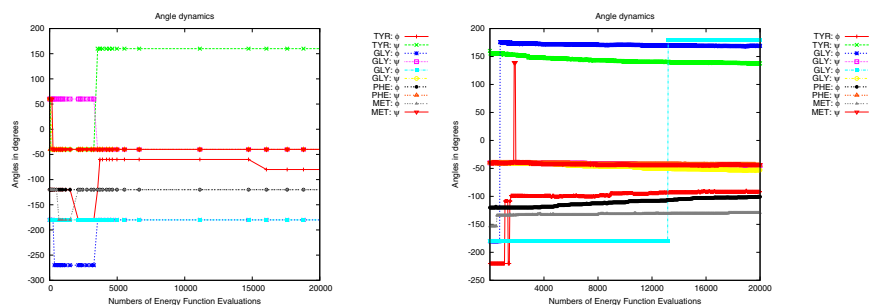 Angle dynamics
Angles in degrees
200
150
100
50
0
-50
-100
-150
-200
-250
-300
0
5000
10000
15000
20000
Numbers of Energy Function Evaluations
TYR: ϕ
TYR: ψ
GLY: ϕ
GLY: ψ
GLY: ϕ
GLY: ψ
PHE: ϕ
PHE: ψ
MET: ϕ
MET: ψ
Angle dynamics
Angles in degrees
200
150
100
50
0
-50
-100
-150
-200
-250
4000
8000
12000
16000
20000
Numbers of Energy Function Evaluations
TYR: ϕ
TYR: ψ
GLY: ϕ
GLY: ψ
GLY: ϕ
GLY: ψ
PHE: ϕ
PHE: ψ
MET: ϕ
MET: ψ